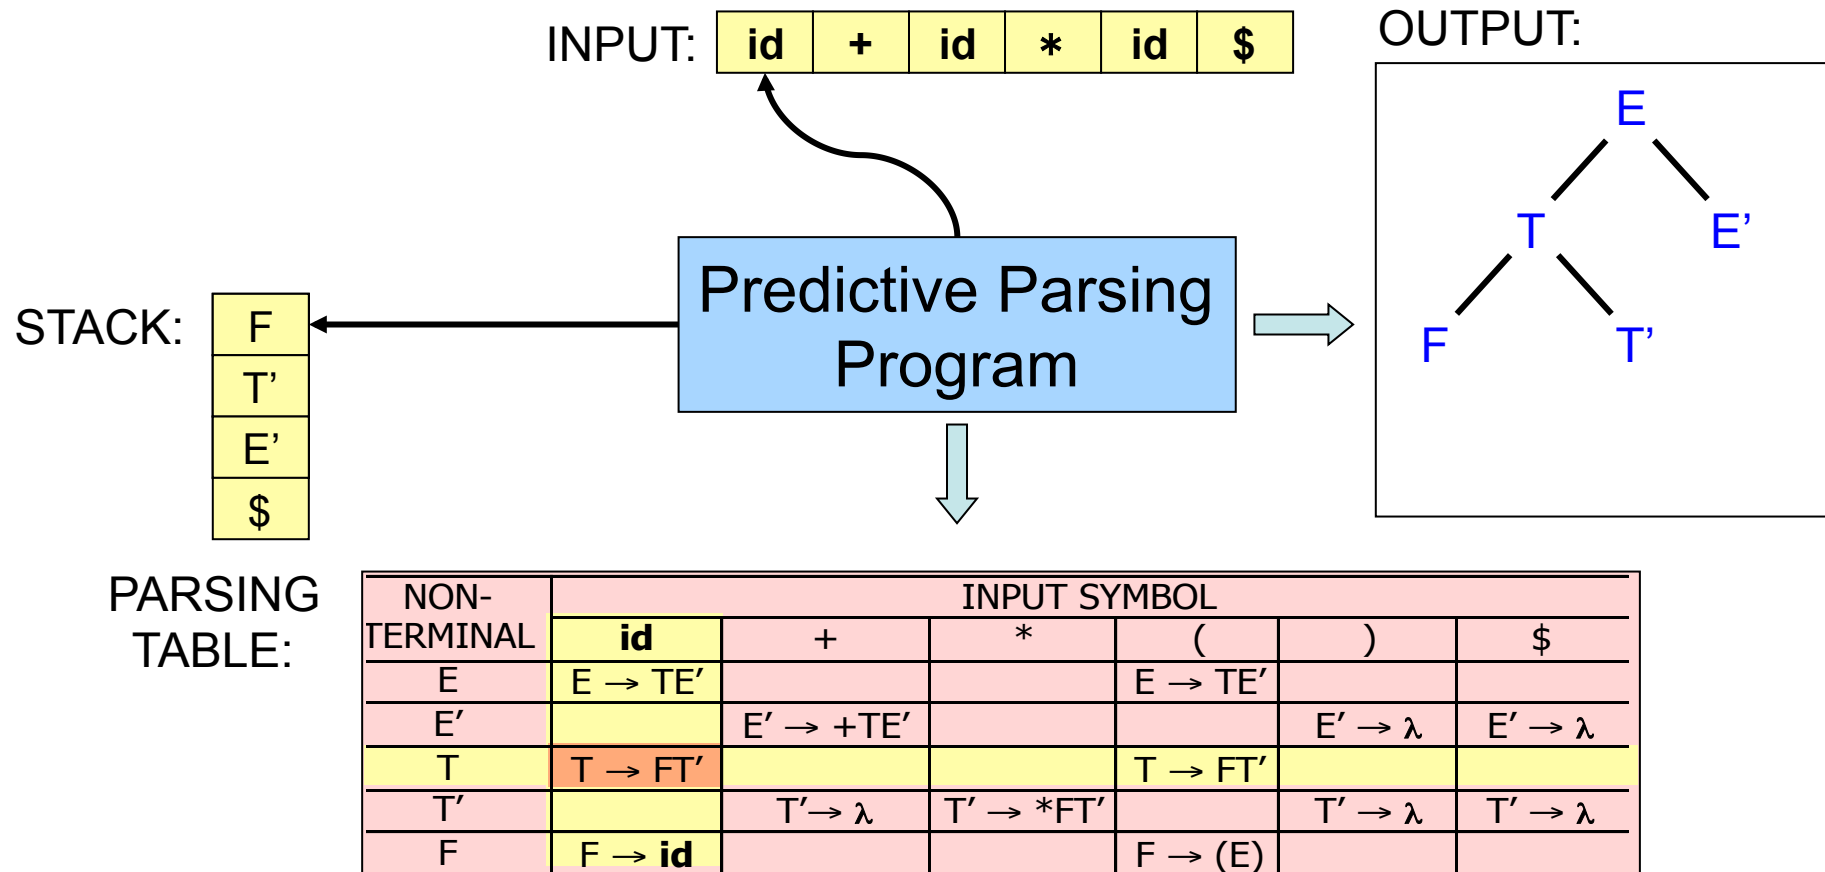 INPUT: id + id * id $
OUTPUT:
E
T E’
F T’
Predictive Parsing
Program
STACK: F
T’
E’
$
PARSING
TABLE:
NON-
TERMINAL
INPUT SYMBOL
id + * ( ) $
E E → TE′ E → TE′
E′ E′ → +TE′ E′ → λ E′ → λ
T T → FT′ T → FT′
T′ T′→ λ T′ → *FT′ T′ → λ T′ → λ
F F → id F → (E)